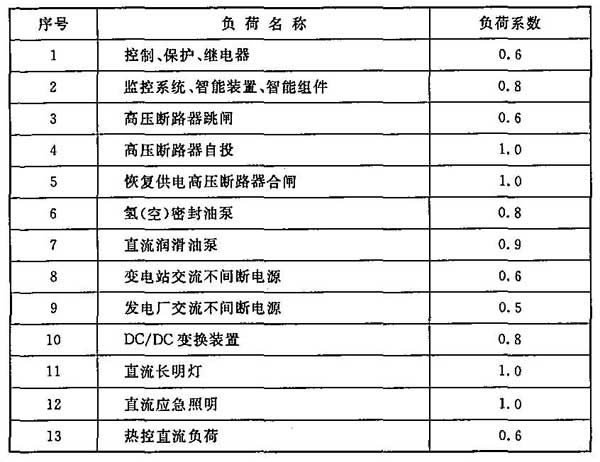 序号 负荷名称 负荷系数
1 控制、保护、继电器 0.6
2 监控系统、智能装置、智能组件 0.8
3 高压断路器跳闸 0.6
4 高压断路器自投 1.0
5 恢复供电高压断路器合闸 1.0
6 氢(空)密封油泵 0.8
7 直流润滑油泵 0.9
8 变电站交流不间断电源 0.6
9 发电厂交流不间断电源 0.5
10 DC/DC变换装置 0.8
11 直流长明灯 1.0
12 直流应急照明 1.0
13 热控直流负荷 0.6